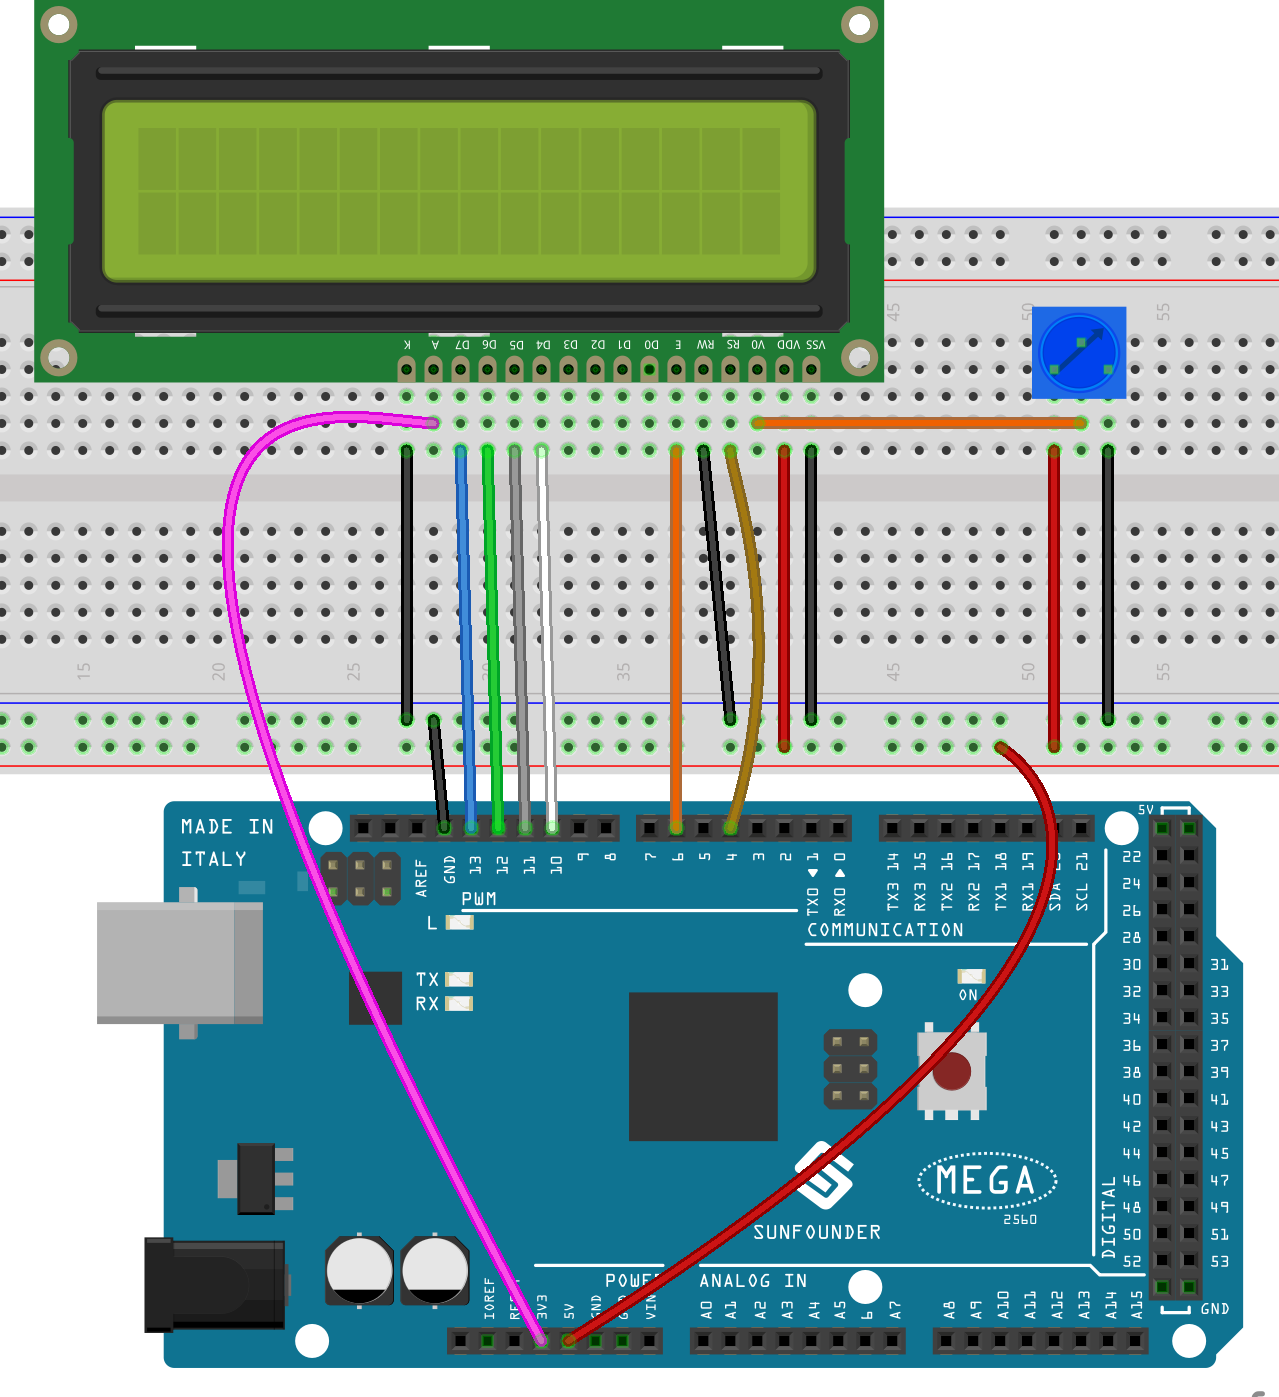 K A D7 D6 D5 D4 D3 D2 D1 D0 E RW RS V0 VDD VSS
45 50 55
15 20 25 30 35 45 50 55
MADE IN
ITALY
AREF GND 13 12 11 10 9 8 7 6 5 4 3 2 TX0 1 RX0 0 TX3 14 RX3 15 TX2 16 RX2 17 TX1 18 RX1 19 SDA 20 SCL 21
5V
PWM
L
COMMUNICATION
TX
RX
ON
22
24
26
28
30 31
32 33
34 35
36 37
38 39
40 41
42 43
44 45
46 47
48 49
50 51
52 53
DIGITAL
GND
MEGA
2560
SUNFOUNDER
POWER
ANALOG IN
IOREF 3V3 5V GND VIN A0 A1 A2 A3 A4 A5 6 A7 A8 A9 A10 A11 A12 A13 A14 A15